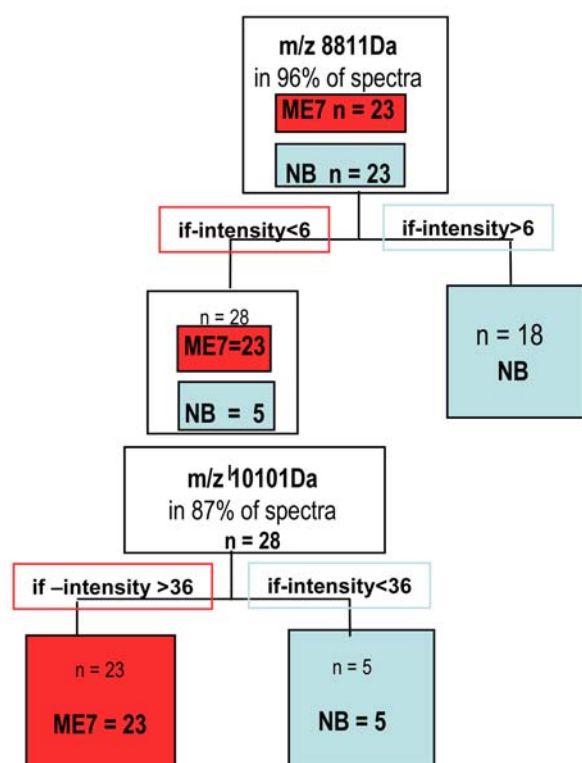 m/z 8811Da
in 96% of spectra
ME7 n = 23
NB n = 23
if-intensity<6
if-intensity>6
n = 28
ME7=23
NB = 5
n = 18
NB
m/z 10101Da
in 87% of spectra
n = 28
if –intensity >36
if-intensity<36
n = 23
ME7 = 23
n = 5
NB = 5